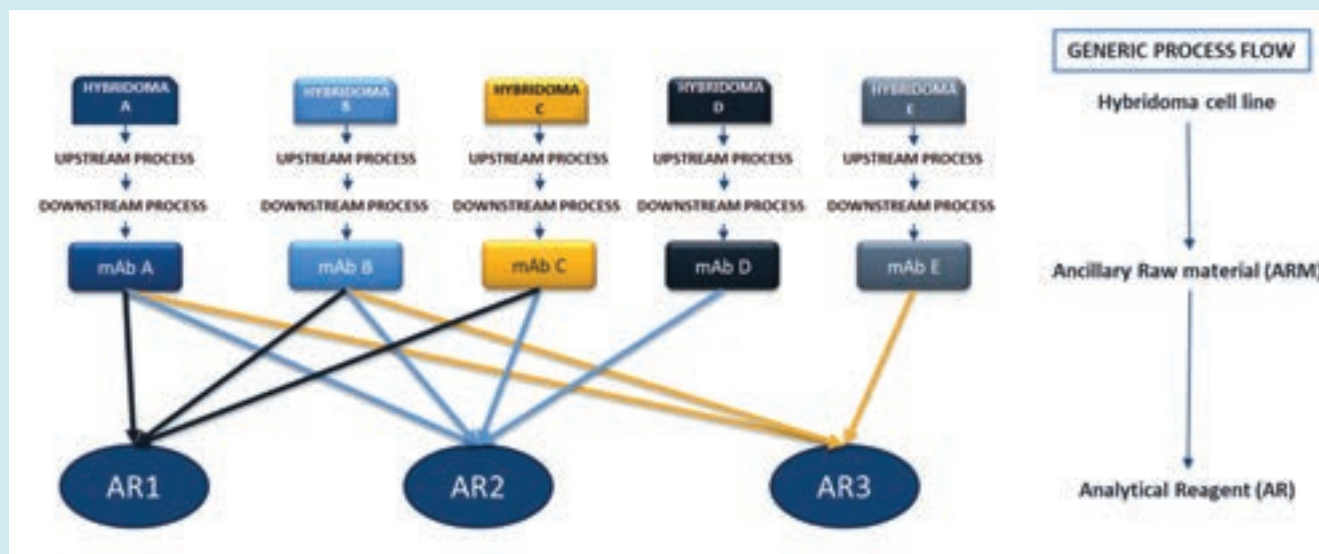 GENERIC PROCESS FLOW
HYBRIDOMA
A
HYBRIDOMA
B
HYBRIDOMA
C
HYBRIDOMA
D
HYBRIDOMA
E
Hybridoma cell line
UPSTREAM PROCESS UPSTREAM PROCESS UPSTREAM PROCESS UPSTREAM PROCESS UPSTREAM PROCESS
DOWNSTREAM PROCESS DOWNSTREAM PROCESS DOWNSTREAM PROCESS DOWNSTREAM PROCESS DOWNSTREAM PROCESS
mAb A mAb B mAb C mAb D mAb E
Ancillary Raw material (ARM)
AR1 AR2 AR3
Analytical Reagent (AR)